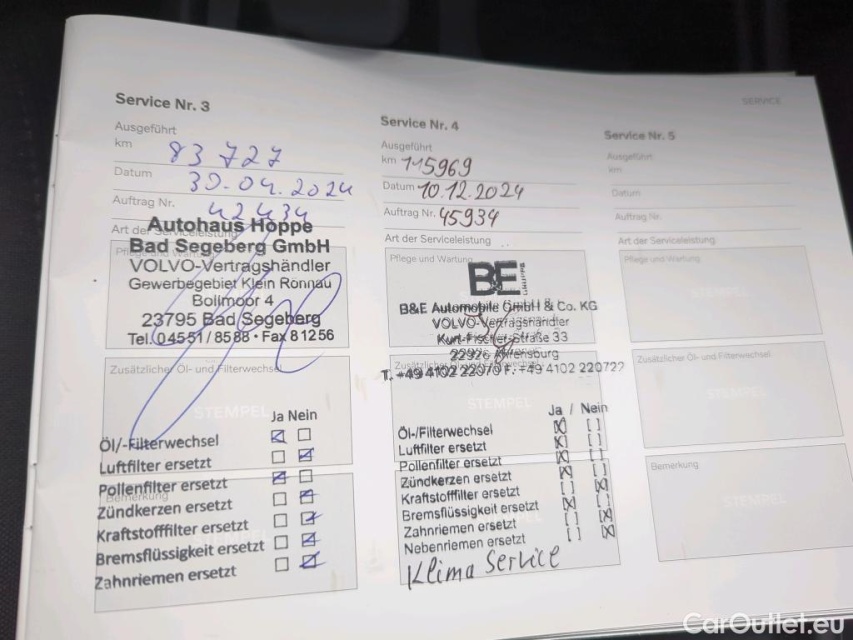 SERVICE
Service Nr. 3
Ausgeführt
km 83727
Datum 30.04.2024
Auftrag Nr. 42434
Art der Serviceleistung
Pflege und Wartung
Autohaus Hoppe
Bad Segeberg GmbH
VOLVO-Vertragshändler
Gewerbegebiet Klein Rönnau
Bollmoor 4
23795 Bad Segeberg
Tel. 04551 / 8588 · Fax 81256
Zusätzlicher Öl- und Filterwechsel
STEMPEL
Ja Nein
Öl/-Filterwechsel
Luftfilter ersetzt
Pollenfilter ersetzt
Bemerkung
Zündkerzen ersetzt
Kraftstofffilter ersetzt
Bremsflüssigkeit ersetzt
Zahnriemen ersetzt
Service Nr. 4
Ausgeführt
km 115969
Datum 10.12.2024
Auftrag Nr. 45934
Art der Serviceleistung
Pflege und Wartung
B&E
B&E Automobile GmbH & Co. KG
VOLVO-Vertragshändler
Kurt-Fischer-Straße 33
22926 Ahrensburg
T. +49 4102 22070 F. +49 4102 220722
STEMPEL
Ja / Nein
Öl-/Filterwechsel [X] [ ]
Luftfilter ersetzt [X] [ ]
Pollenfilter ersetzt [X] [ ]
Zündkerzen ersetzt [X] [ ]
Kraftstofffilter ersetzt [ ] [X]
Bremsflüssigkeit ersetzt [X] [ ]
Zahnriemen ersetzt [ ] [X]
Nebenriemen ersetzt [ ] [X]
Klima Service
Service Nr. 5
Ausgeführt
km
Datum
Auftrag Nr.
Art der Serviceleistung
Pflege und Wartung
Zusätzlicher Öl- und Filterwechsel
STEMPEL
Bemerkung
STEMPEL
CarOutlet.eu